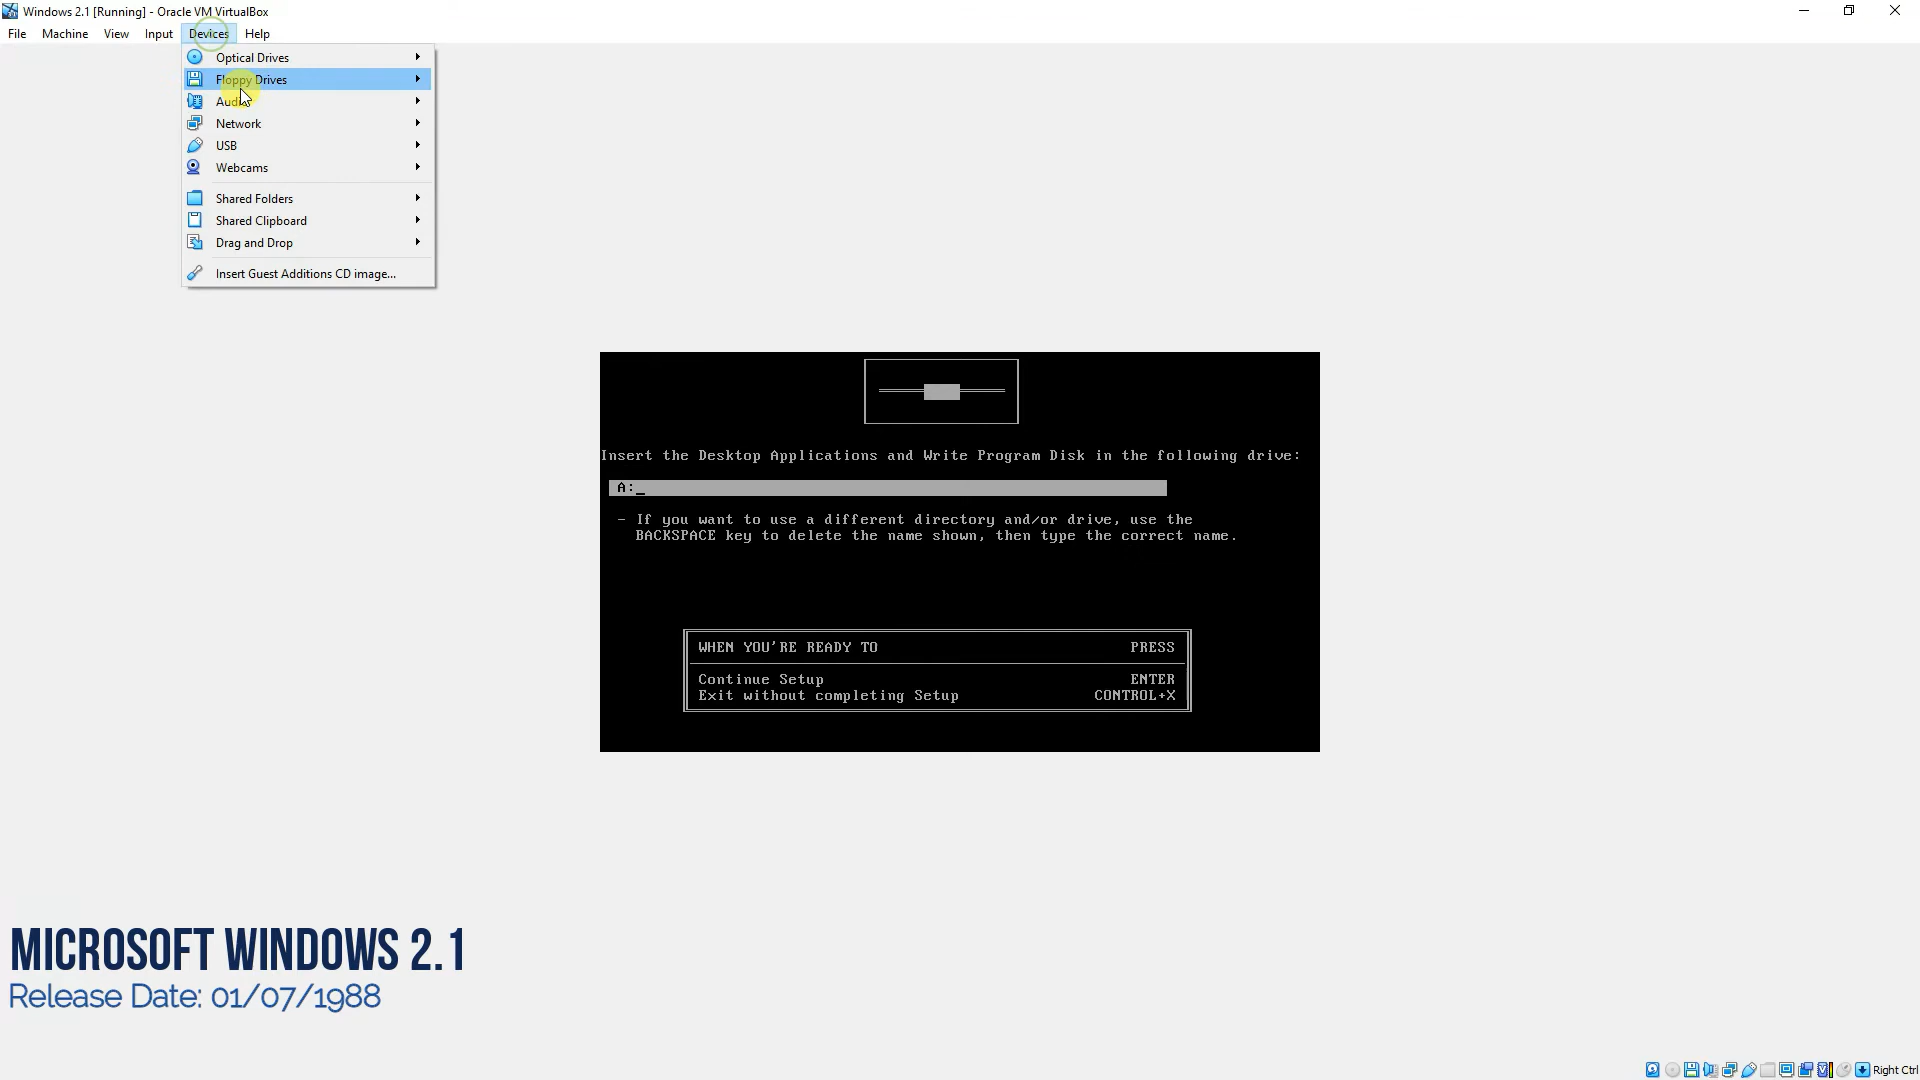 Windows 2.1 [Running] - Oracle VM VirtualBox
File Machine View Input Devices Help
Optical Drives
Floppy Drives
Audio
Network
USB
Webcams
Shared Folders
Shared Clipboard
Drag and Drop
Insert Guest Additions CD image...
Insert the Desktop Applications and Write Program Disk in the following drive:
A:_
- If you want to use a different directory and/or drive, use the
BACKSPACE key to delete the name shown, then type the correct name.
WHEN YOU'RE READY TO PRESS
Continue Setup ENTER
Exit without completing Setup CONTROL+X
MICROSOFT WINDOWS 2.1
Release Date: 01/07/1988
Right Ctrl